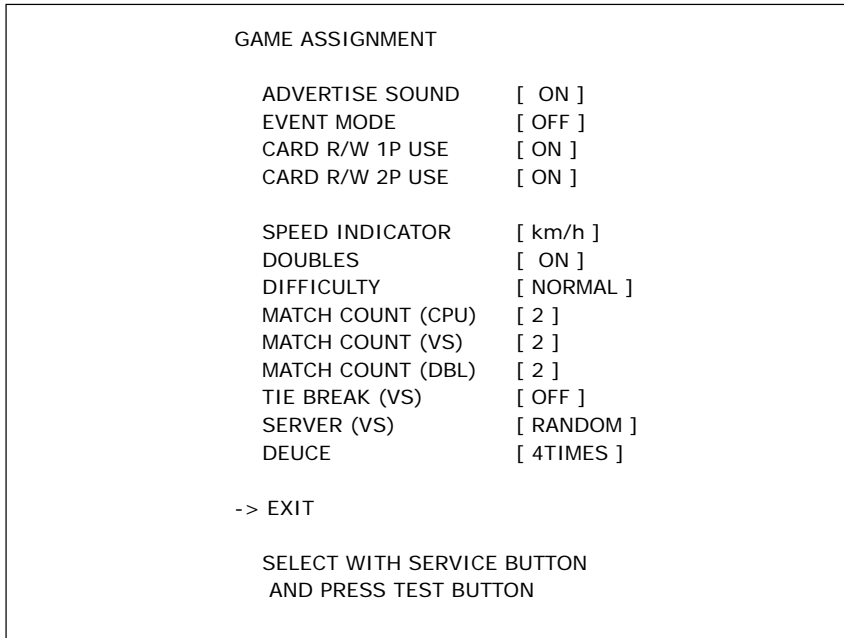 GAME ASSIGNMENT
ADVERTISE SOUND [ ON ]
EVENT MODE [ OFF ]
CARD R/W 1P USE [ ON ]
CARD R/W 2P USE [ ON ]
SPEED INDICATOR [ km/h ]
DOUBLES [ ON ]
DIFFICULTY [ NORMAL ]
MATCH COUNT (CPU) [ 2 ]
MATCH COUNT (VS) [ 2 ]
MATCH COUNT (DBL) [ 2 ]
TIE BREAK (VS) [ OFF ]
SERVER (VS) [ RANDOM ]
DEUCE [ 4TIMES ]
-> EXIT
SELECT WITH SERVICE BUTTON
AND PRESS TEST BUTTON